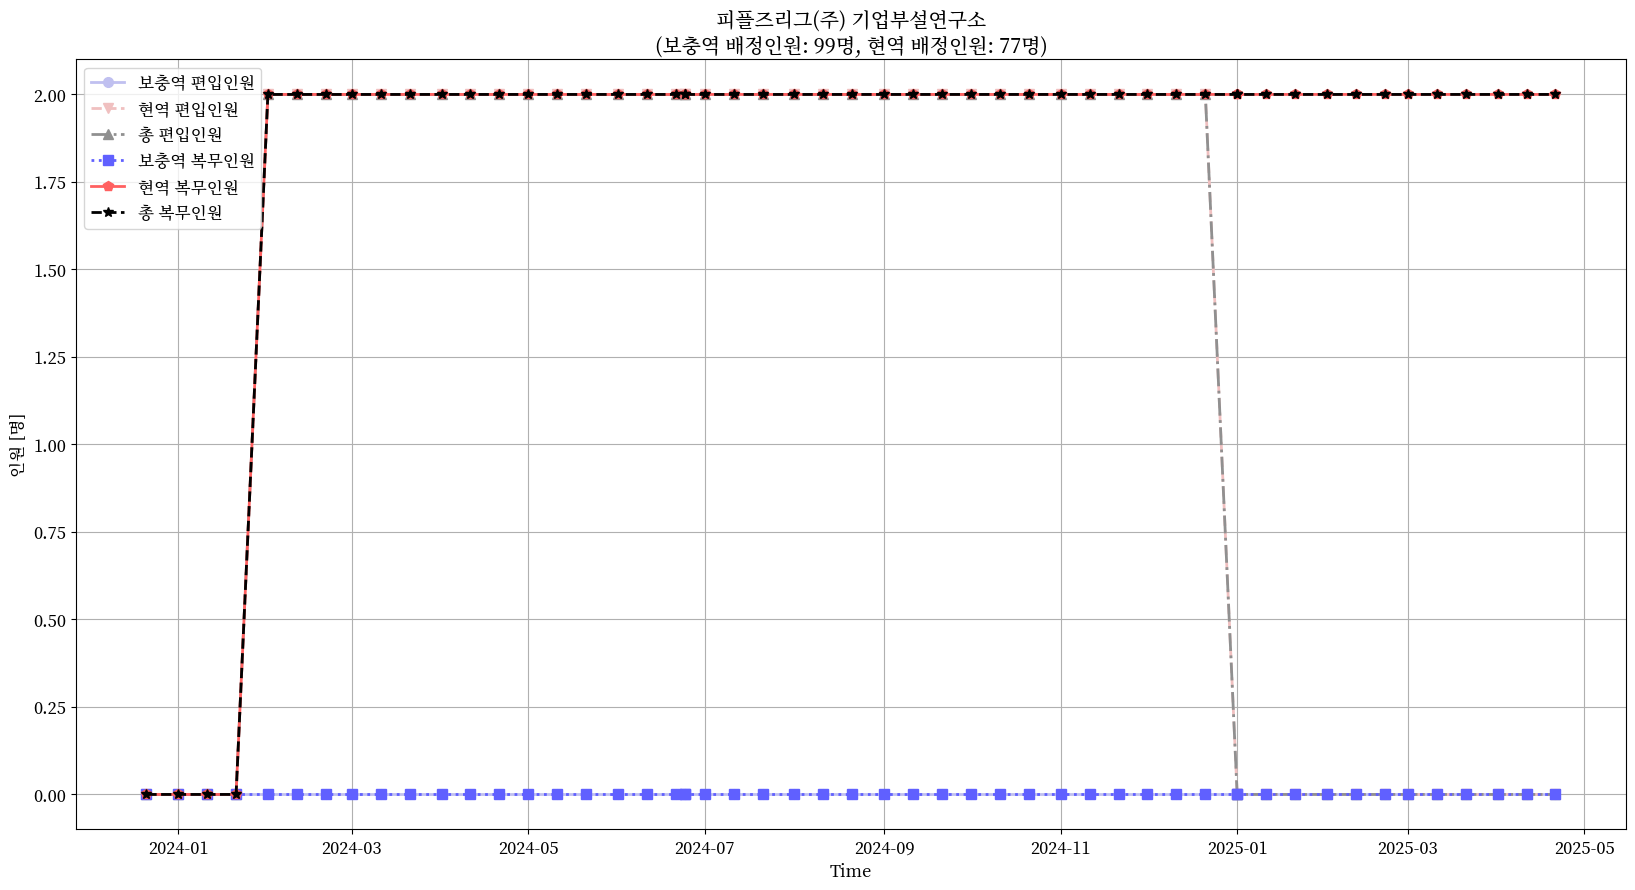 피플즈리그(주) 기업부설연구소
(보충역 배정인원: 99명, 현역 배정인원: 77명)
보충역 편입인원
현역 편입인원
총 편입인원
보충역 복무인원
현역 복무인원
총 복무인원
2.00
1.75
1.50
1.25
1.00
0.75
0.50
0.25
0.00
인원 [명]
2024-01
2024-03
2024-05
2024-07
2024-09
2024-11
2025-01
2025-03
2025-05
Time